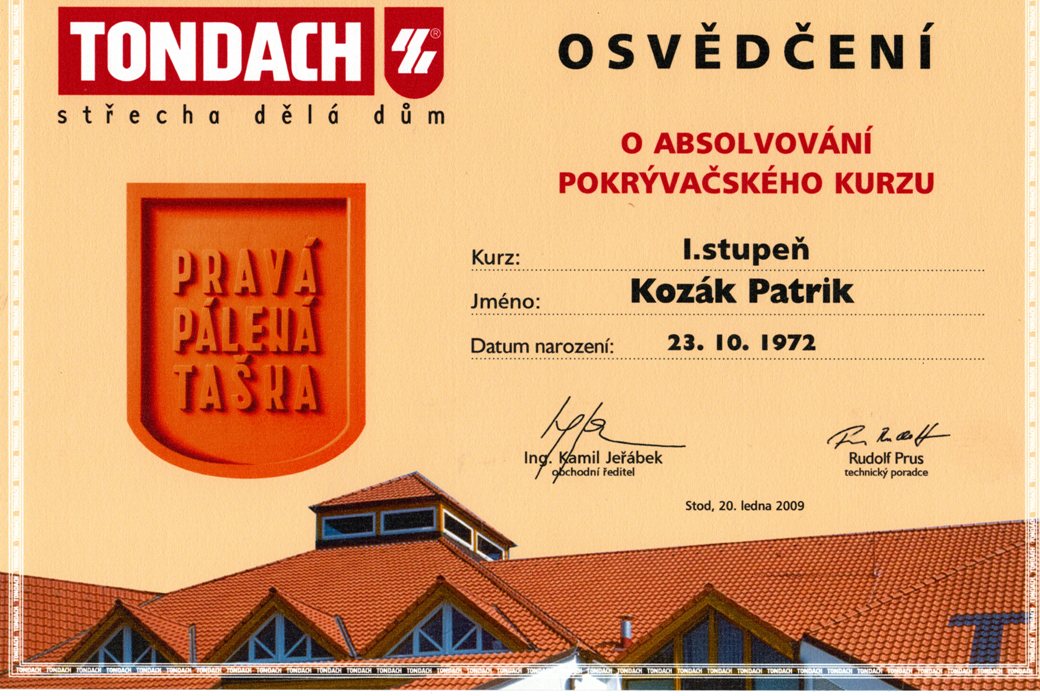 TONDACH
střecha dělá dům
OSVĚDČENÍ
O ABSOLVOVÁNÍ
POKRÝVAČSKÉHO KURZU
PRAVÁ
PÁLENÁ
TAŠKA
Kurz: I.stupeň
Jméno: Kozák Patrik
Datum narození: 23. 10. 1972
Ing. Kamil Jeřábek
obchodní ředitel
Rudolf Prus
technický poradce
Stod, 20. ledna 2009